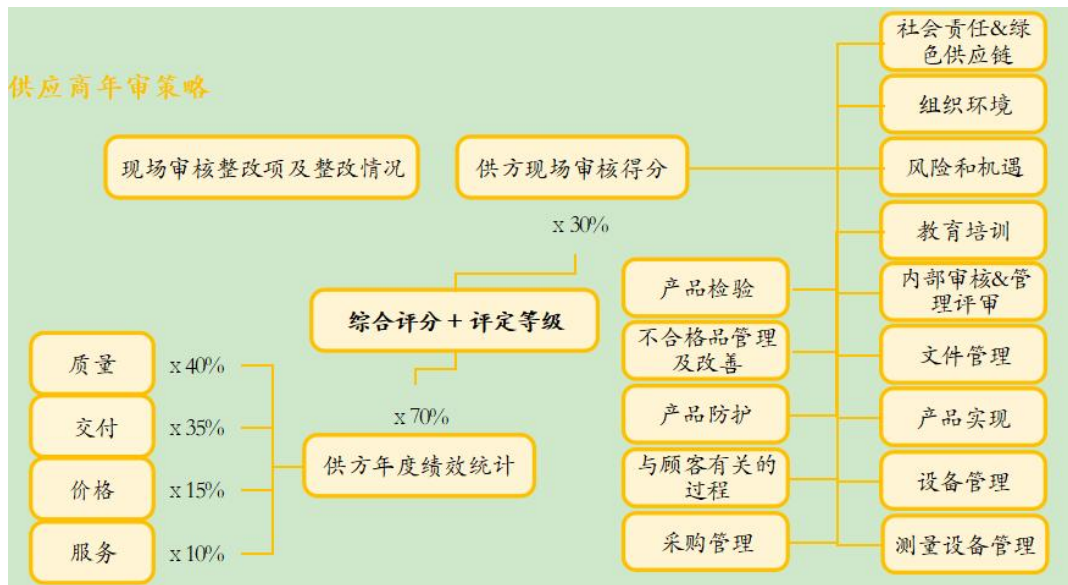 供应商年审策略
现场审核整改项及整改情况
供方现场审核得分
x 30%
综合评分 + 评定等级
x 70%
供方年度绩效统计
质量
x 40%
交付
x 35%
价格
x 15%
服务
x 10%
产品检验
不合格品管理
及改善
产品防护
与顾客有关的
过程
采购管理
社会责任&绿
色供应链
组织环境
风险和机遇
教育培训
内部审核&管
理评审
文件管理
产品实现
设备管理
测量设备管理